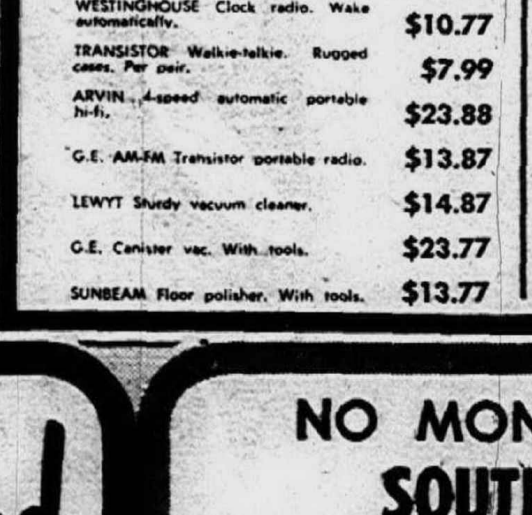 WESTINGHOUSE Clock radio. Wake
automatically. $10.77
TRANSISTOR Walkie-talkie. Rugged
cases. Per pair. $7.99
ARVIN 4-speed automatic portable
hi-fi. $23.88
G.E. AM-FM Transistor portable radio. $13.87
LEWYT Sturdy vacuum cleaner. $14.87
G.E. Canister vac. With tools. $23.77
SUNBEAM Floor polisher. With tools. $13.77
NO MON
SOUTH
d